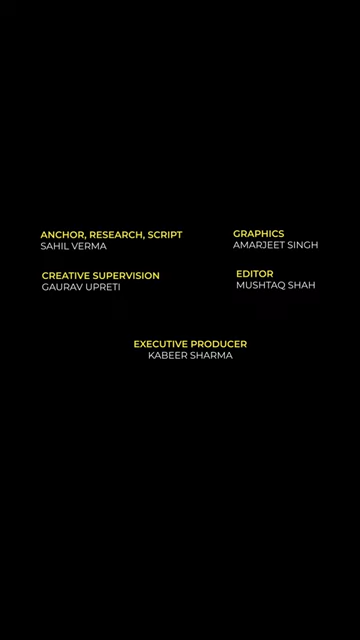 ANCHOR, RESEARCH, SCRIPT
SAHIL VERMA
GRAPHICS
AMARJEET SINGH
CREATIVE SUPERVISION
GAURAV UPRETI
EDITOR
MUSHTAQ SHAH
EXECUTIVE PRODUCER
KABEER SHARMA